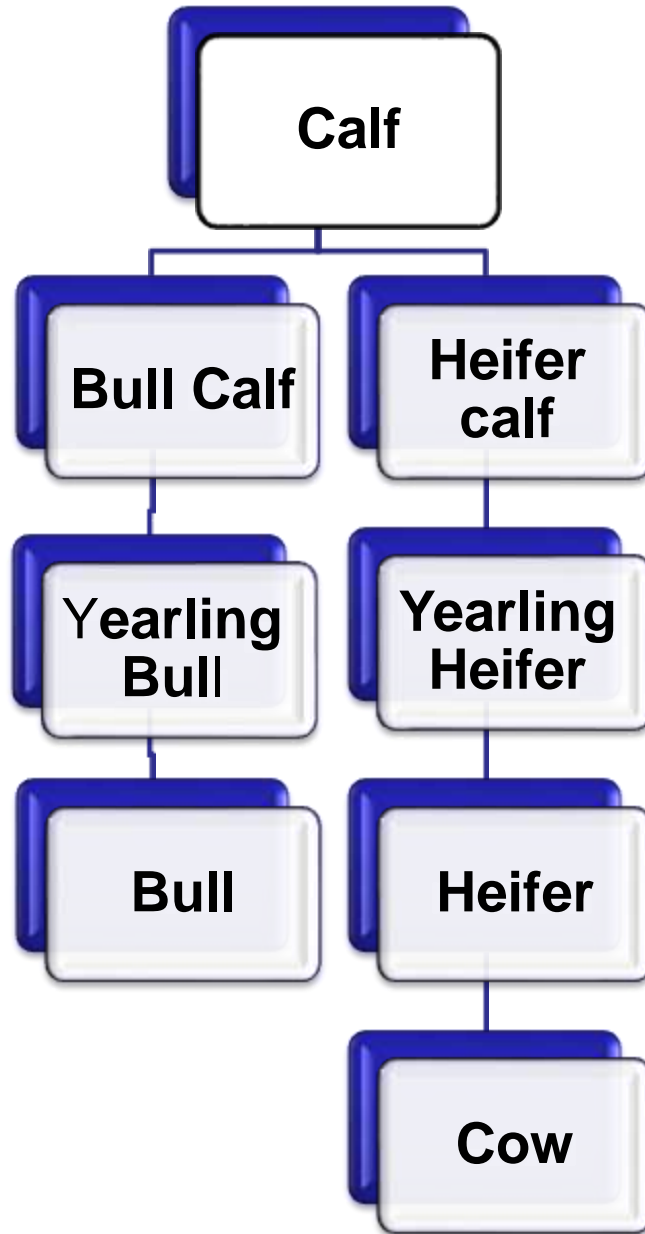 Calf
Bull Calf
Heifer
calf
Yearling
Bull
Yearling
Heifer
Bull
Heifer
Cow